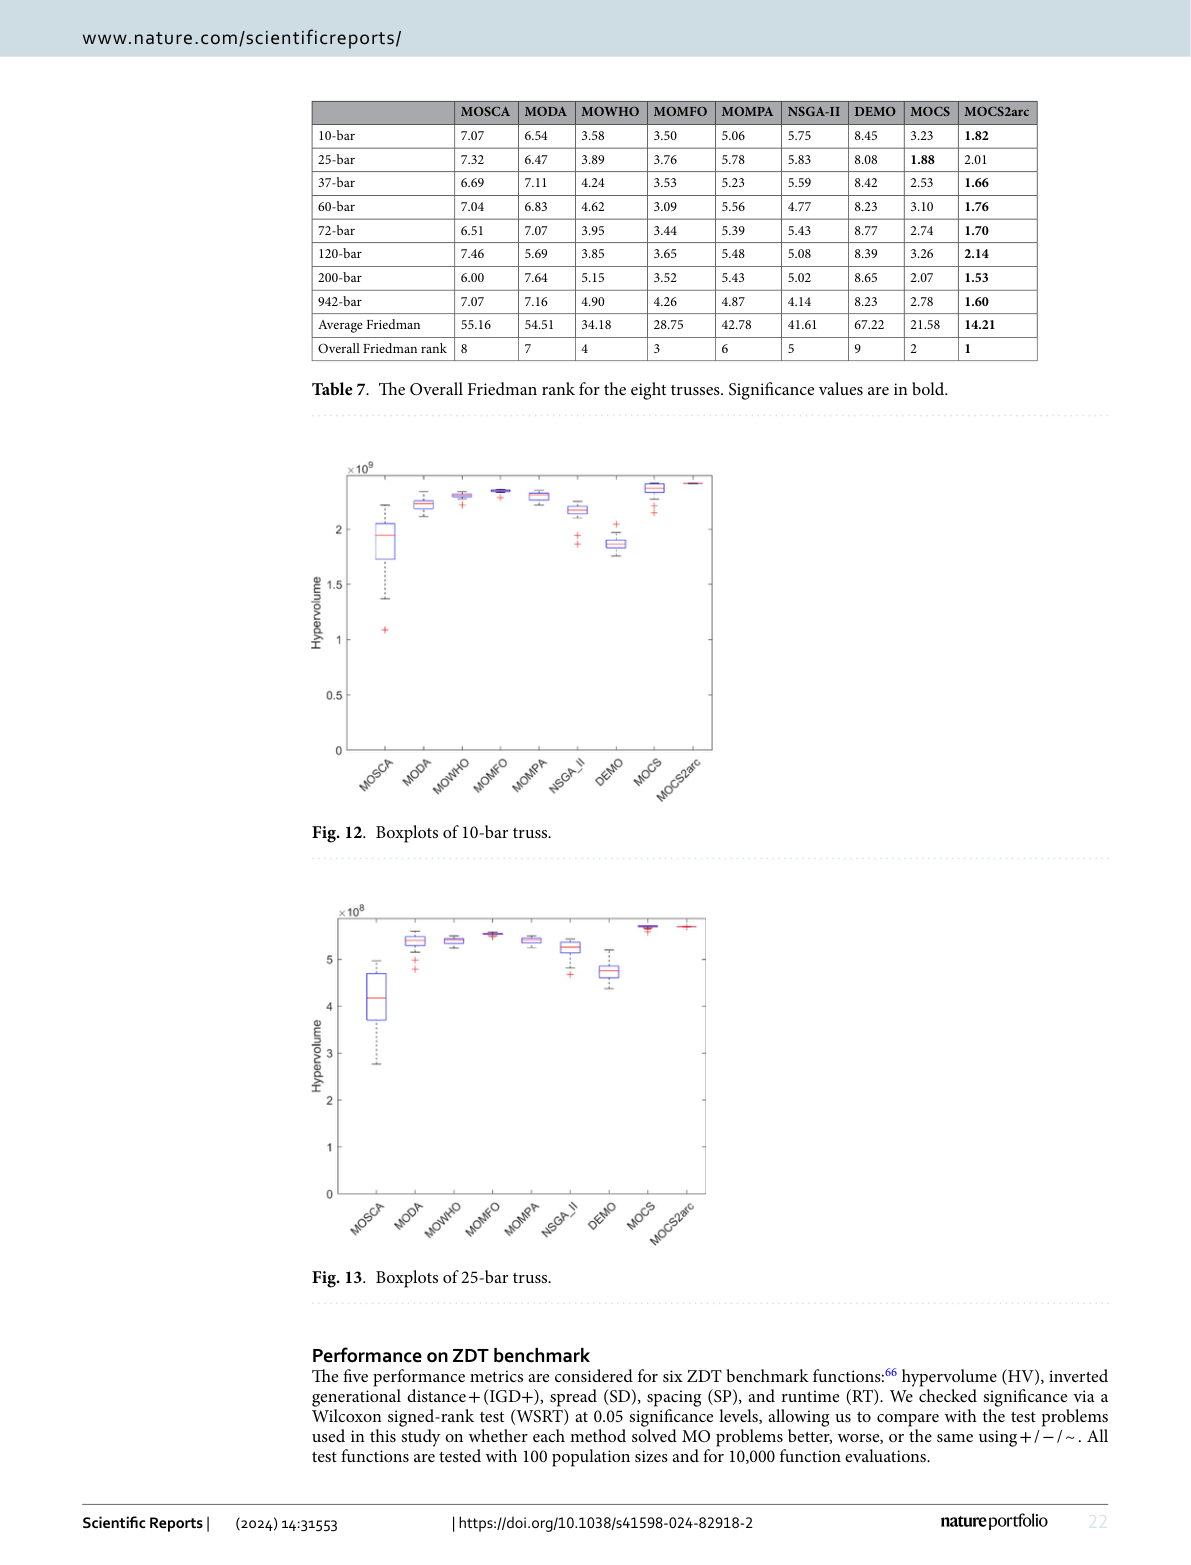 www.nature.com/scientificreports/
MOSCA MODA MOWHO MOMFO MOMPA NSGA-II DEMO MOCS MOCS2arc
10-bar 7.07 6.54 3.58 3.50 5.06 5.75 8.45 3.23 1.82
25-bar 7.32 6.47 3.89 3.76 5.78 5.83 8.08 1.88 2.01
37-bar 6.69 7.11 4.24 3.53 5.23 5.59 8.42 2.53 1.66
60-bar 7.04 6.83 4.62 3.09 5.56 4.77 8.23 3.10 1.76
72-bar 6.51 7.07 3.95 3.44 5.39 5.43 8.77 2.74 1.70
120-bar 7.46 5.69 3.85 3.65 5.48 5.08 8.39 3.26 2.14
200-bar 6.00 7.64 5.15 3.52 5.43 5.02 8.65 2.07 1.53
942-bar 7.07 7.16 4.90 4.26 4.87 4.14 8.23 2.78 1.60
Average Friedman 55.16 54.51 34.18 28.75 42.78 41.61 67.22 21.58 14.21
Overall Friedman rank 8 7 4 3 6 5 9 2 1
Table 7. The Overall Friedman rank for the eight trusses. Significance values are in bold.
×10⁹
2
1.5
1
0.5
0
Hypervolume
MOSCA MODA MOWHO MOMFO MOMPA NSGA_II DEMO MOCS MOCS2arc
Fig. 12. Boxplots of 10-bar truss.
×10⁸
5
4
3
2
1
0
Hypervolume
MOSCA MODA MOWHO MOMFO MOMPA NSGA_II DEMO MOCS MOCS2arc
Fig. 13. Boxplots of 25-bar truss.
Performance on ZDT benchmark
The five performance metrics are considered for six ZDT benchmark functions:⁶⁶ hypervolume (HV), inverted
generational distance+(IGD+), spread (SD), spacing (SP), and runtime (RT). We checked significance via a
Wilcoxon signed-rank test (WSRT) at 0.05 significance levels, allowing us to compare with the test problems
used in this study on whether each method solved MO problems better, worse, or the same using+/−/~. All
test functions are tested with 100 population sizes and for 10,000 function evaluations.
Scientific Reports | (2024) 14:31553 | https://doi.org/10.1038/s41598-024-82918-2 nature portfolio 22